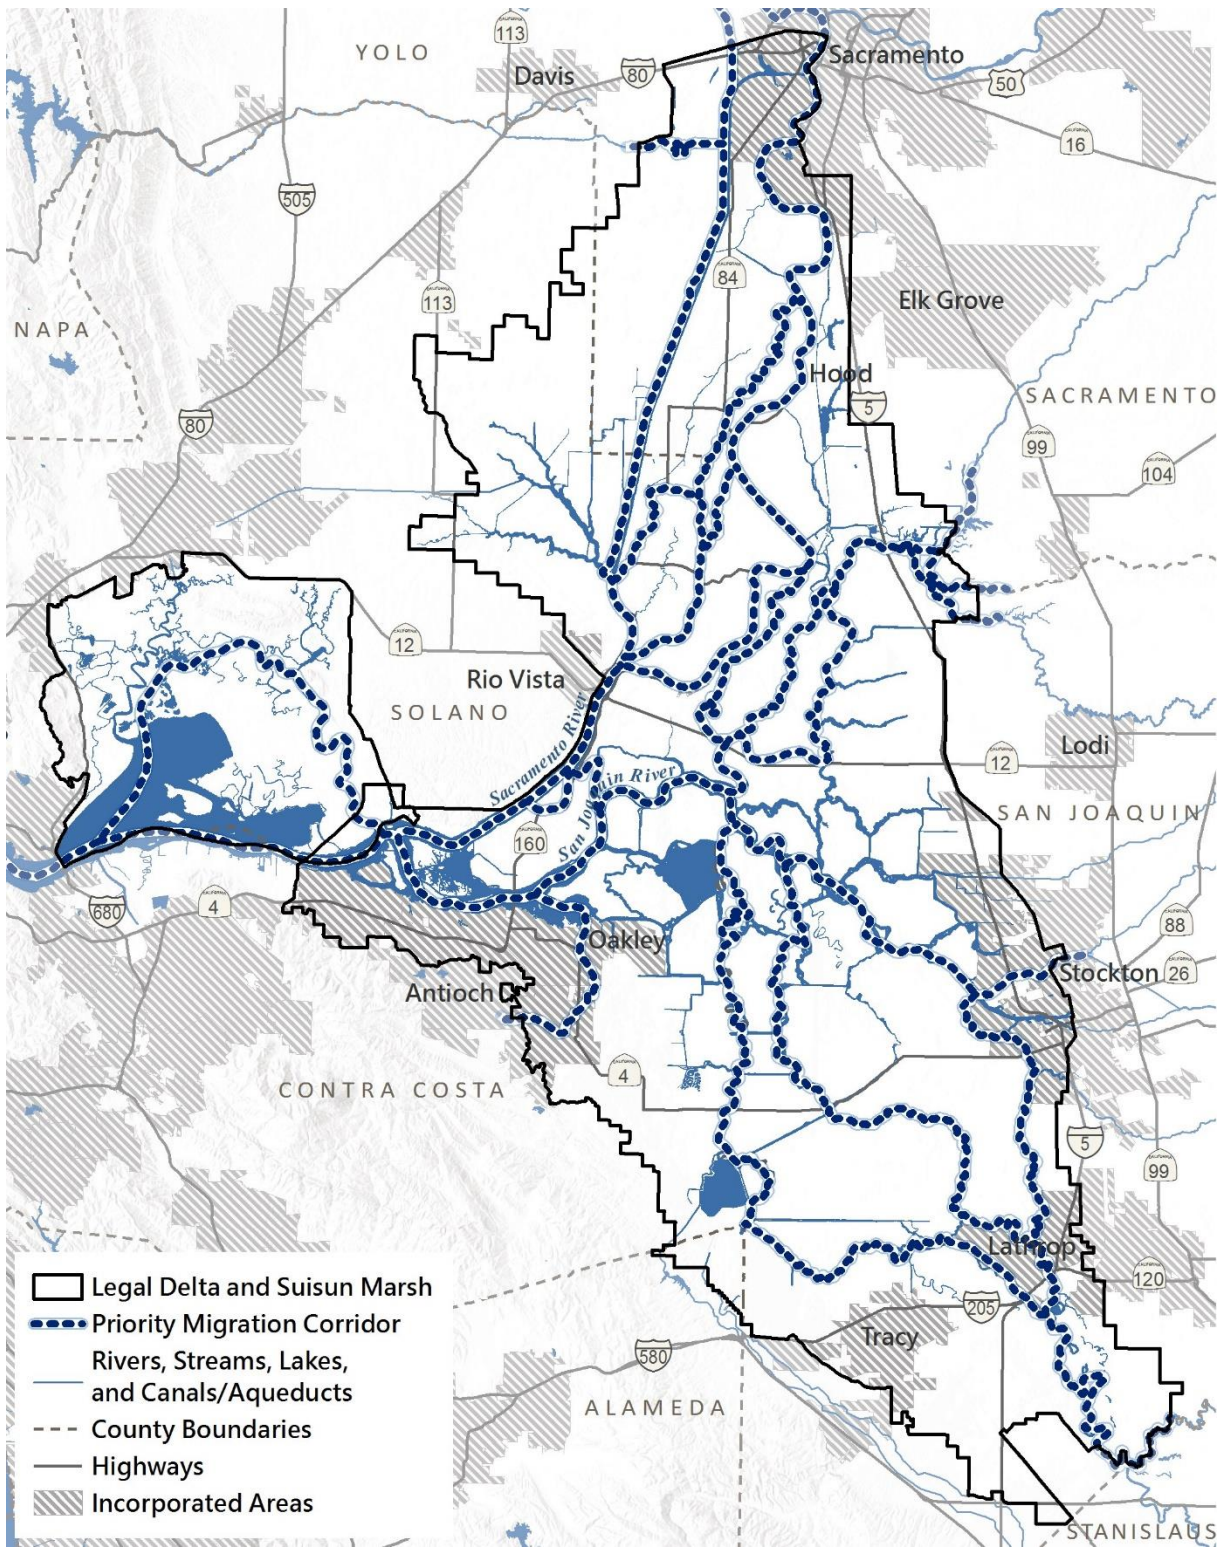 113
YOLO
Davis
80
Sacramento
50
16
505
84
113
Elk Grove
NAPA
Hood
SACRAMENTO
5
80
99
104
12
Rio Vista
SOLANO
Sacramento River
Lodi
12
San Joaquin River
SAN JOAQUIN
160
680
4
88
Oakley
Stockton
26
Antioch
4
CONTRA COSTA
5
99
Lathrop
120
205
Tracy
580
ALAMEDA
STANISLAUS
Legal Delta and Suisun Marsh
Priority Migration Corridor
Rivers, Streams, Lakes,
and Canals/Aqueducts
County Boundaries
Highways
Incorporated Areas